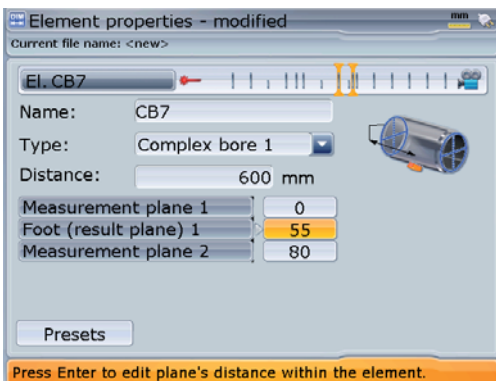 DIM Element properties - modified mm
Current file name: <new>
El. CB7
Name: CB7
Type: Complex bore 1
Distance: 600 mm
Measurement plane 1 0
Foot (result plane) 1 55
Measurement plane 2 80
Presets
Press Enter to edit plane's distance within the element.